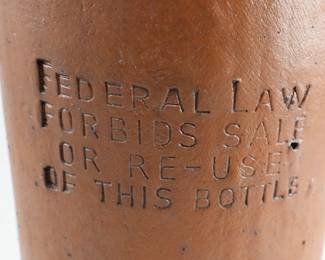 FEDERAL LAW
FORBIDS SALE
OR RE-USE
OF THIS BOTTLE